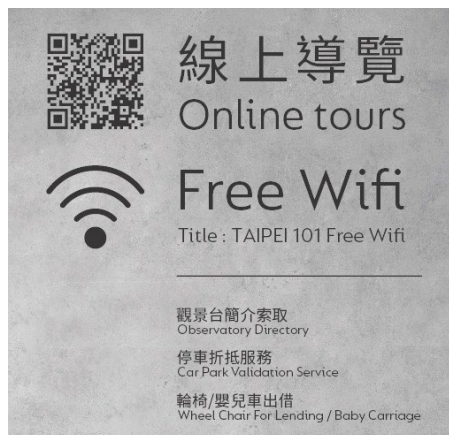 線上導覽
Online tours
Free Wifi
Title : TAIPEI 101 Free Wifi
觀景台簡介索取
Observatory Directory
停車折抵服務
Car Park Validation Service
輪椅/嬰兒車出借
Wheel Chair For Lending / Baby Carriage